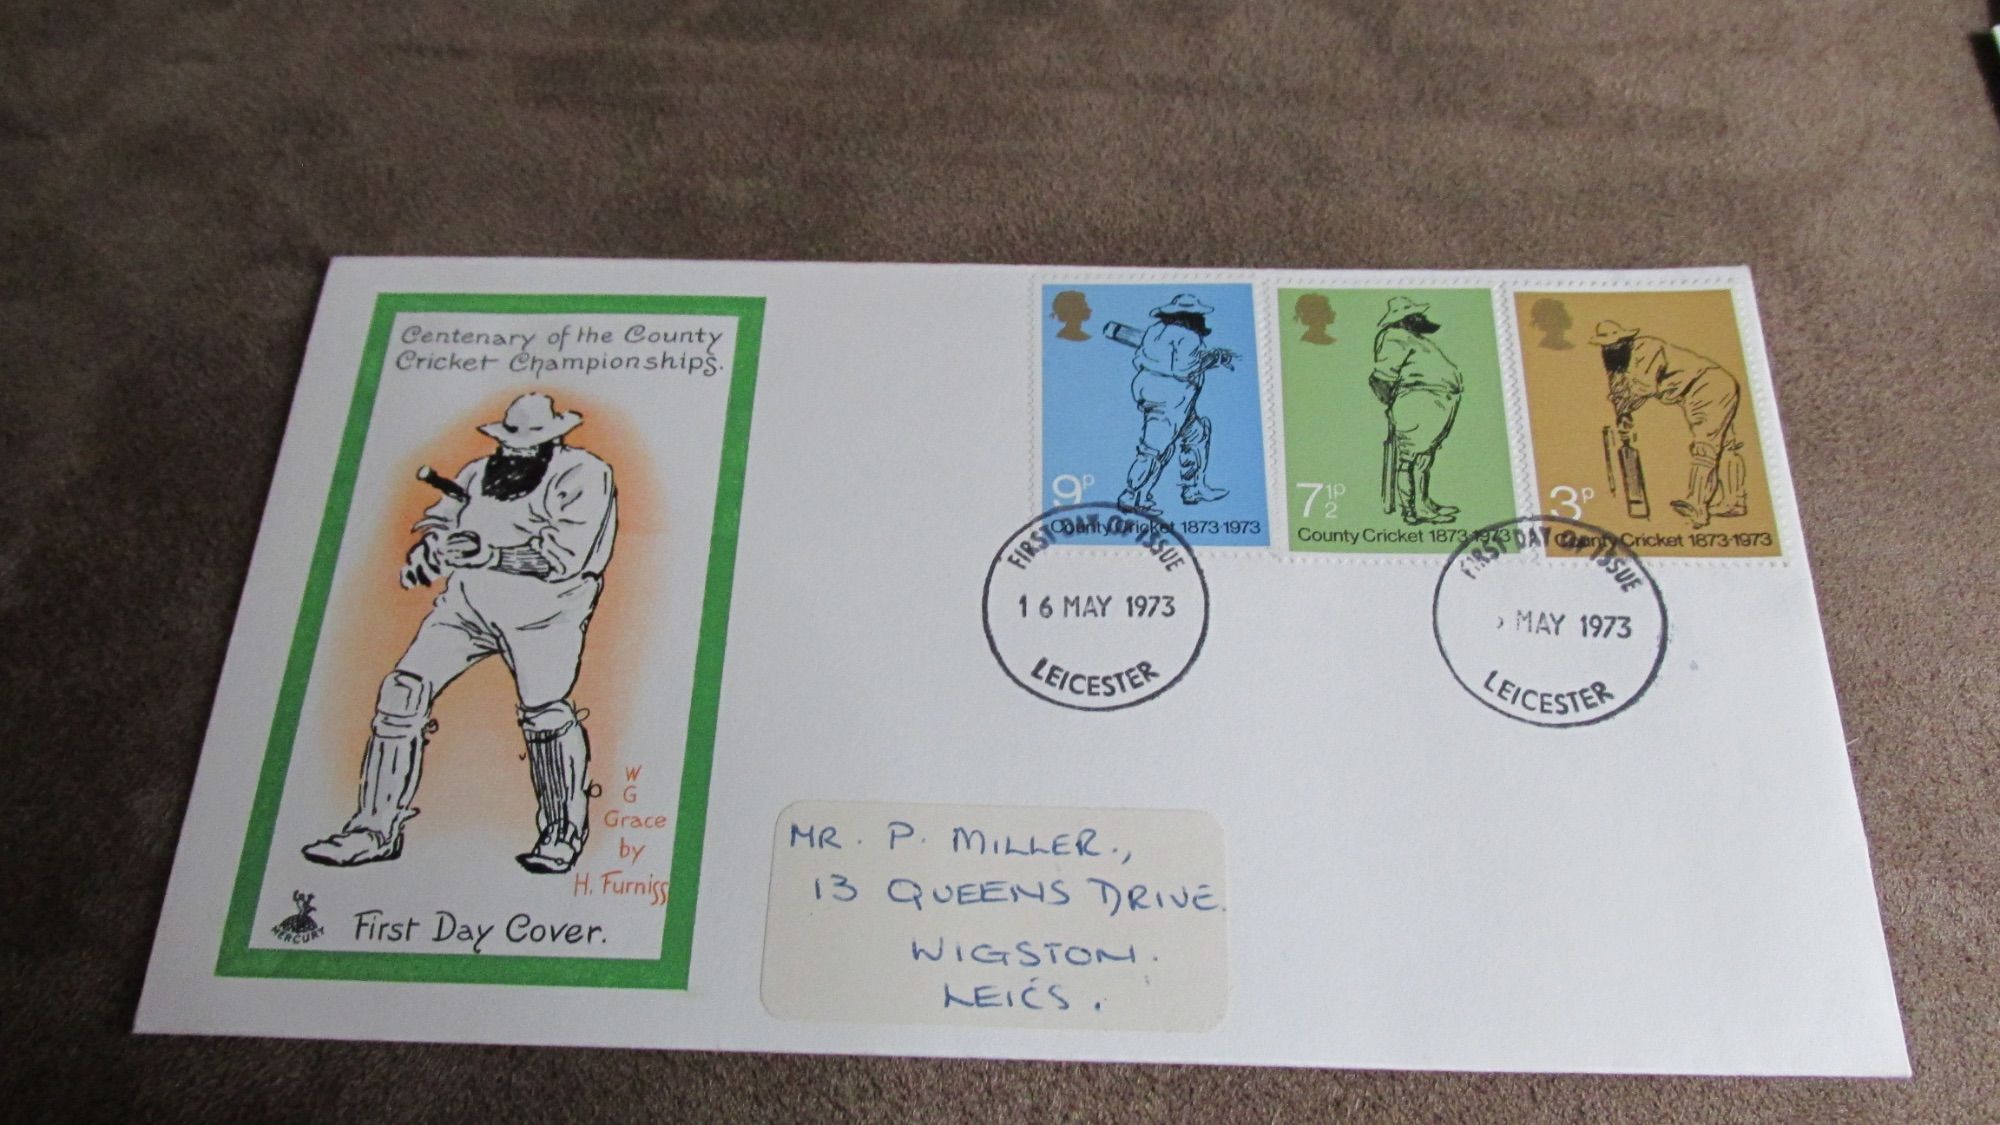 Centenary of the County
Cricket Championships.
W
G
Grace
by
H. Furniss
MERCURY
First Day Cover.
9p
County Cricket 1873-1973
7½p
County Cricket 1873-1973
3p
County Cricket 1873-1973
FIRST DAY OF ISSUE
16 MAY 1973
LEICESTER
FIRST DAY OF ISSUE
MAY 1973
LEICESTER
MR. P. MILLER.,
13 QUEENS DRIVE.
WIGSTON.
LEICS.